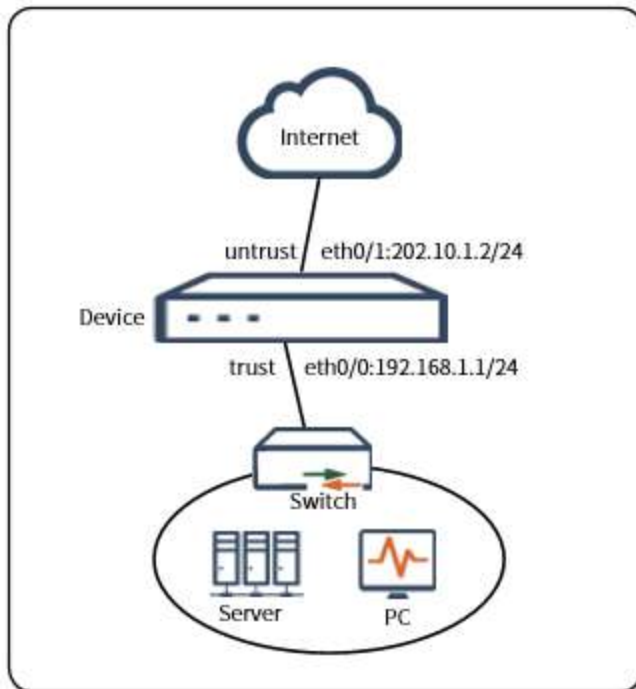 Internet
untrust eth0/1:202.10.1.2/24
Device
trust eth0/0:192.168.1.1/24
Switch
Server
PC